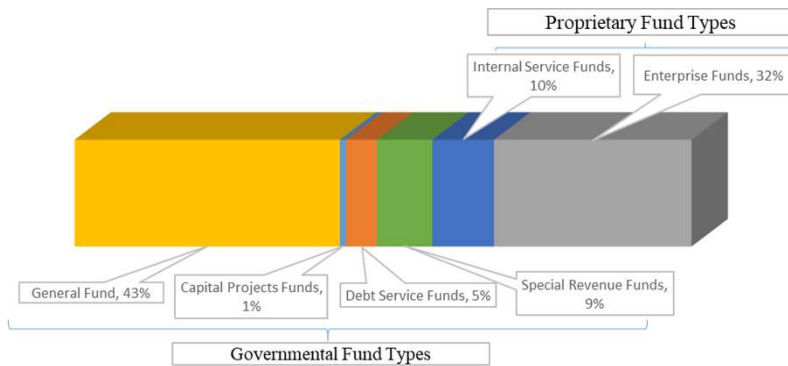 Proprietary Fund Types
Internal Service Funds,
10%
Enterprise Funds, 32%
General Fund, 43%
Capital Projects Funds,
1%
Debt Service Funds, 5%
Special Revenue Funds,
9%
Governmental Fund Types